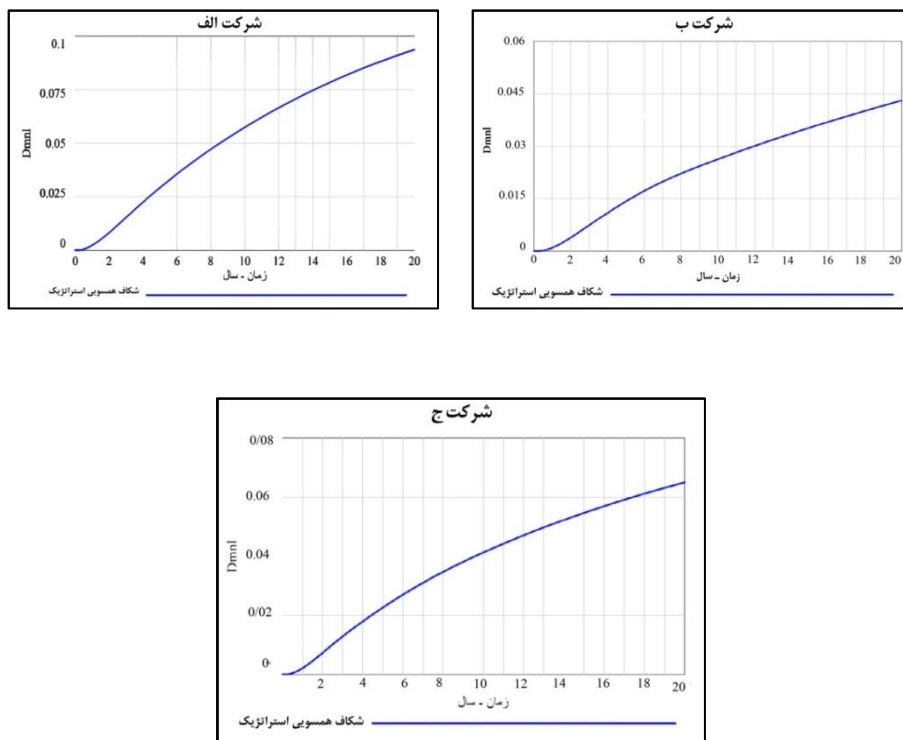 شرکت الف
0.1
0.075
0.05
0.025
0
Dmnl
0 2 4 6 8 10 12 14 16 18 20
زمان - سال
شکاف همسویی استراتژیک
شرکت ب
0.06
0.045
0.03
0.015
0
Dmnl
0 2 4 6 8 10 12 14 16 18 20
زمان - سال
شکاف همسویی استراتژیک
شرکت ج
0/08
0.06
0.04
0/02
0
Dmnl
2 4 6 8 10 12 14 16 18 20
زمان - سال
شکاف همسویی استراتژیک